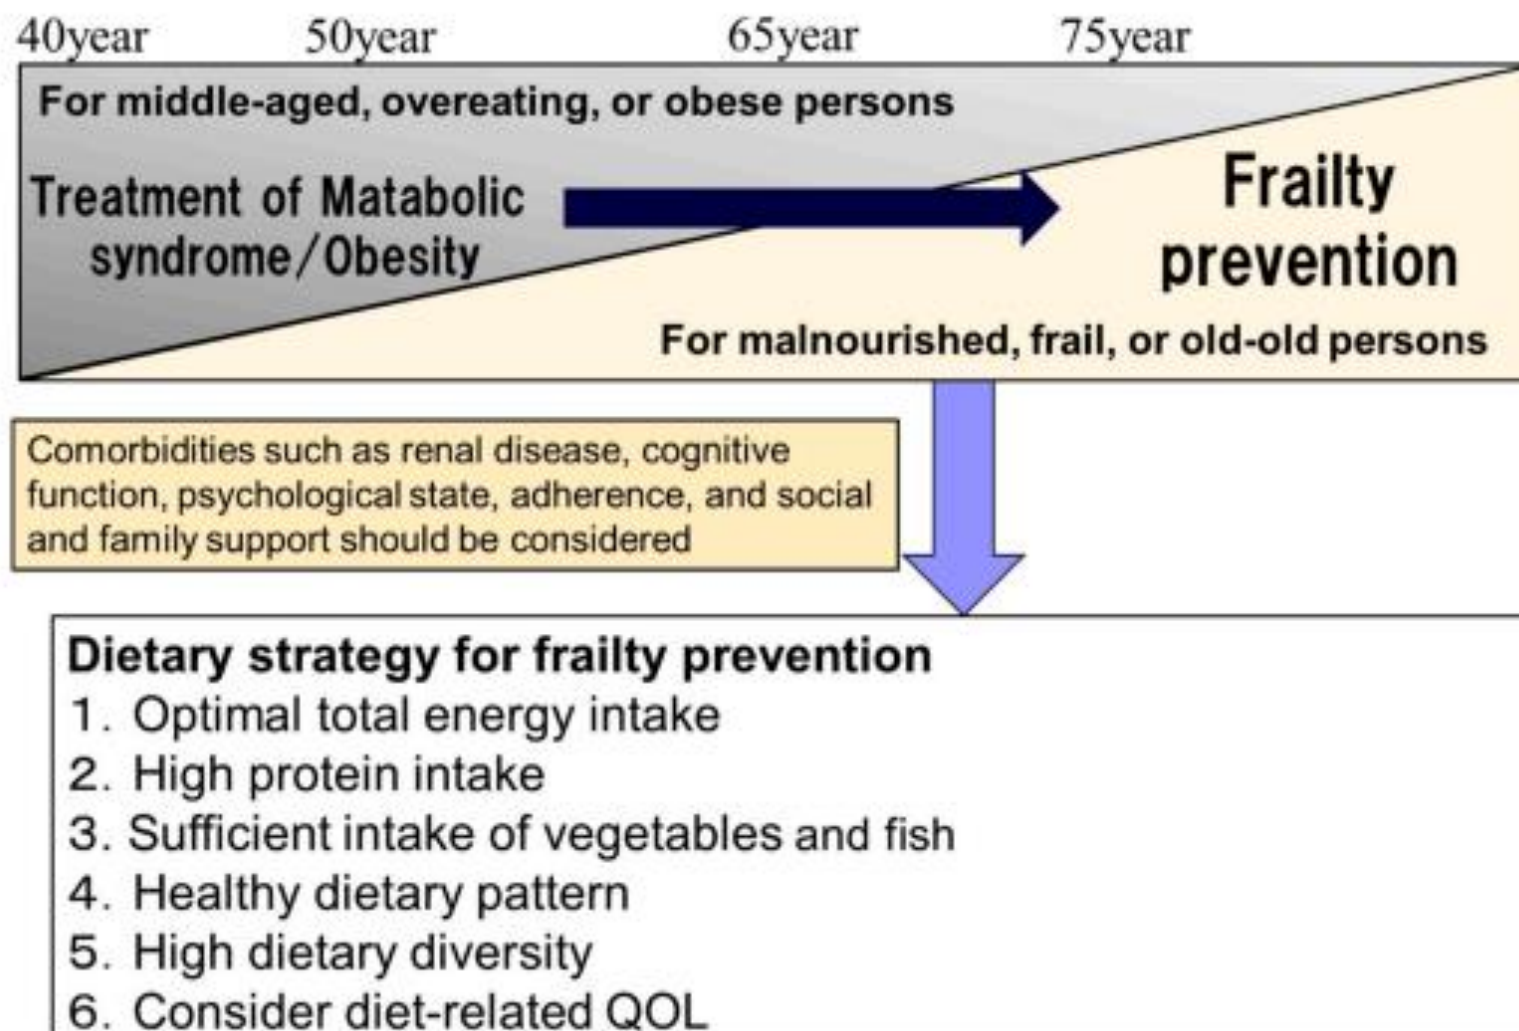 40year 50year 65year 75year
For middle-aged, overeating, or obese persons
Treatment of Matabolic
syndrome/Obesity
Frailty
prevention
For malnourished, frail, or old-old persons
Comorbidities such as renal disease, cognitive
function, psychological state, adherence, and social
and family support should be considered
Dietary strategy for frailty prevention
1. Optimal total energy intake
2. High protein intake
3. Sufficient intake of vegetables and fish
4. Healthy dietary pattern
5. High dietary diversity
6. Consider diet-related QOL